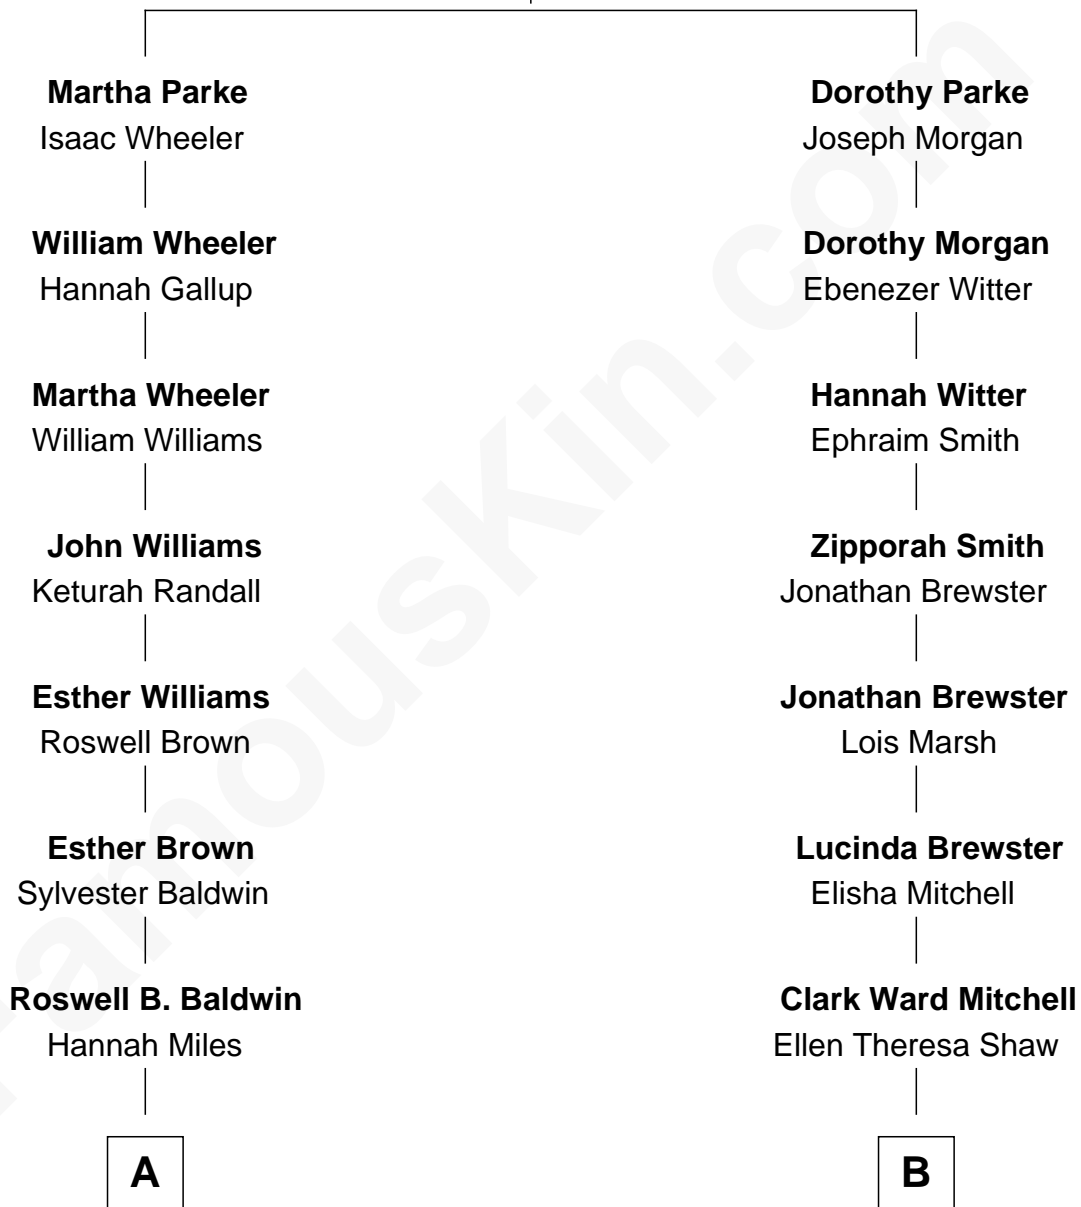 Martha Parke
Isaac Wheeler
William Wheeler
Hannah Gallup
Martha Wheeler
William Williams
John Williams
Keturah Randall
Esther Williams
Roswell Brown
Esther Brown
Sylvester Baldwin
Roswell B. Baldwin
Hannah Miles
A
Dorothy Parke
Joseph Morgan
Dorothy Morgan
Ebenezer Witter
Hannah Witter
Ephraim Smith
Zipporah Smith
Jonathan Brewster
Jonathan Brewster
Lois Marsh
Lucinda Brewster
Elisha Mitchell
Clark Ward Mitchell
Ellen Theresa Shaw
B
FamousKin.com